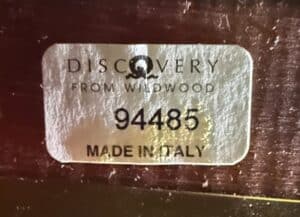 DISCOVERY
FROM WILDWOOD
94485
MADE IN ITALY